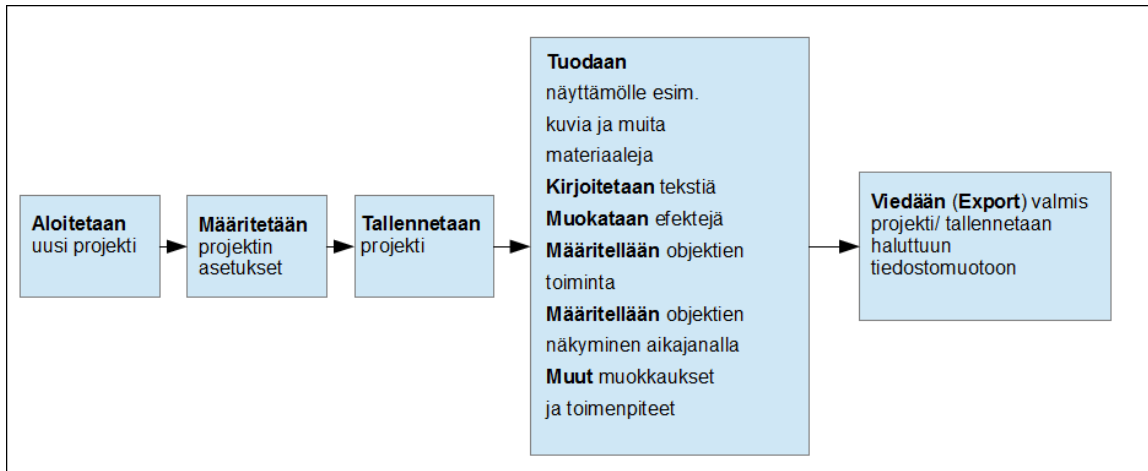 Aloitetaan
uusi projekti
Määritetään
projektin
asetukset
Tallennetaan
projekti
Tuodaan
näyttämölle esim.
kuvia ja muita
materiaaleja
Kirjoitetaan tekstiä
Muokataan efektejä
Määritellään objektien
toiminta
Määritellään objektien
näkyminen aikajanalla
Muut muokkaukset
ja toimenpiteet
Viedään (Export) valmis
projekti/ tallennetaan
haluttuun
tiedostomuotoon